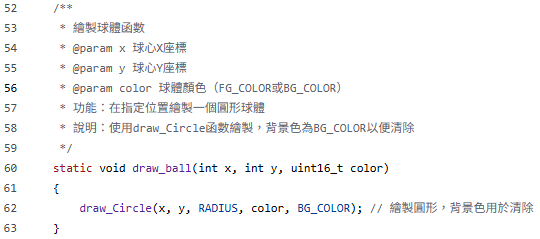 52 /**
53  * 繪製球體函數
54  * @param x 球心X座標
55  * @param y 球心Y座標
56  * @param color 球體顏色（FG_COLOR或BG_COLOR）
57  * 功能：在指定位置繪製一個圓形球體
58  * 說明：使用draw_Circle函數繪製，背景色為BG_COLOR以便清除
59  */
60 static void draw_ball(int x, int y, uint16_t color)
61 {
62     draw_Circle(x, y, RADIUS, color, BG_COLOR); // 繪製圓形，背景色用於清除
63 }